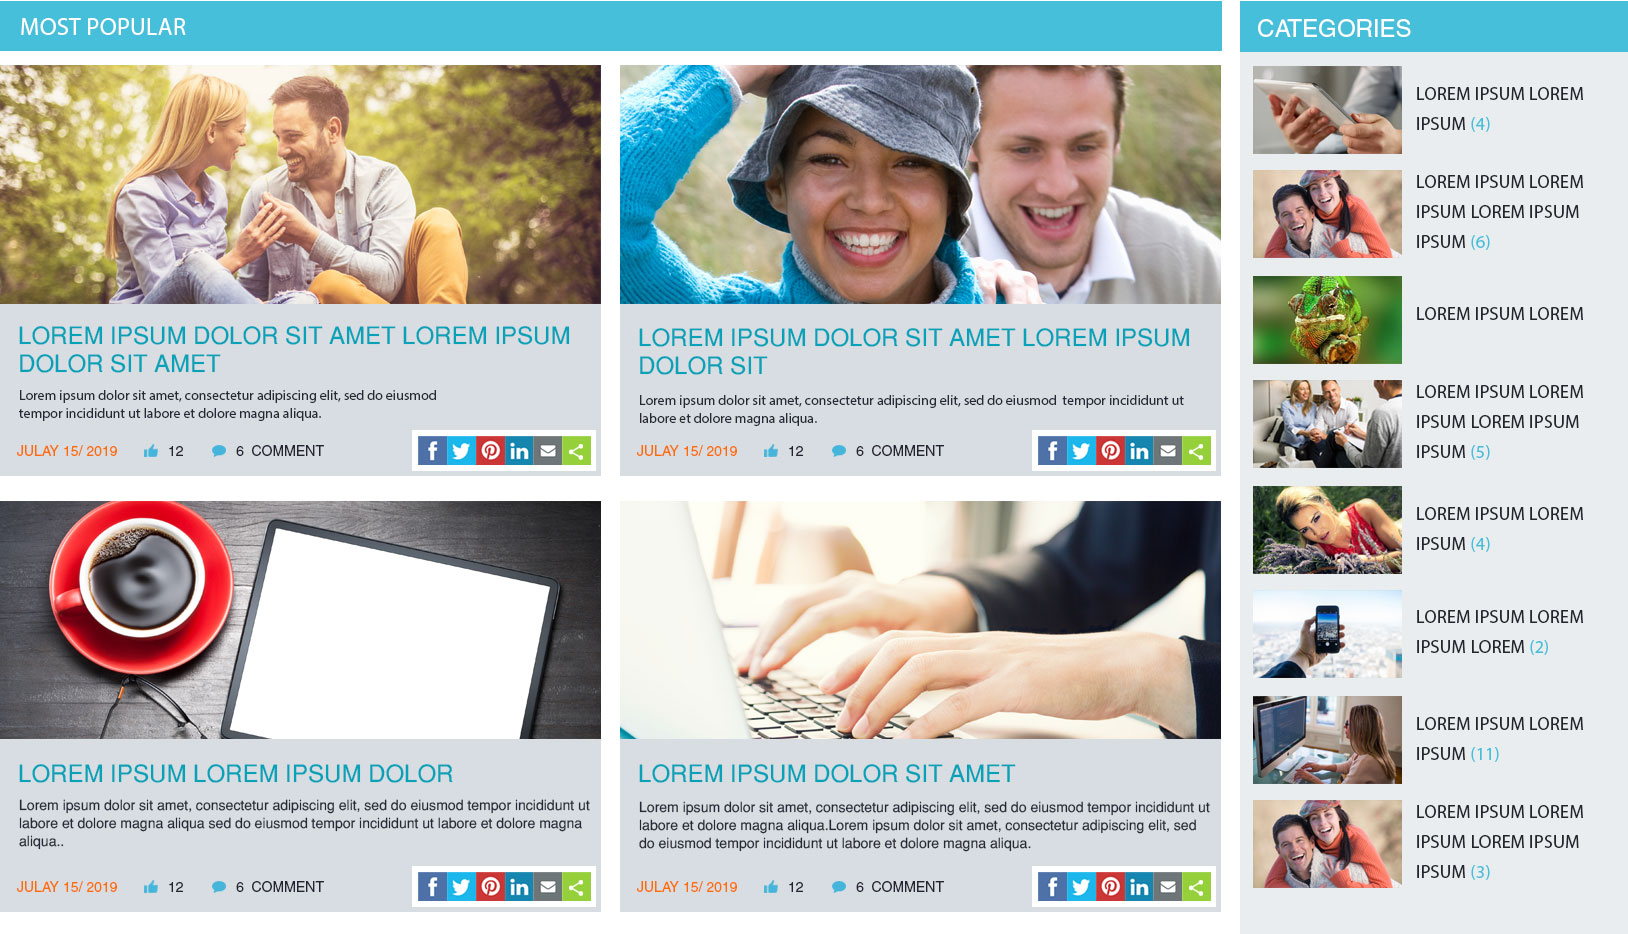 MOST POPULAR
LOREM IPSUM DOLOR SIT AMET LOREM IPSUM
DOLOR SIT AMET
Lorem ipsum dolor sit amet, consectetur adipiscing elit, sed do eiusmod
tempor incididunt ut labore et dolore magna aliqua.
JULAY 15/ 2019 12 6 COMMENT
LOREM IPSUM DOLOR SIT AMET LOREM IPSUM
DOLOR SIT
Lorem ipsum dolor sit amet, consectetur adipiscing elit, sed do eiusmod tempor incididunt ut
labore et dolore magna aliqua.
JULAY 15/ 2019 12 6 COMMENT
LOREM IPSUM LOREM IPSUM DOLOR
Lorem ipsum dolor sit amet, consectetur adipiscing elit, sed do eiusmod tempor incididunt ut
labore et dolore magna aliqua sed do eiusmod tempor incididunt ut labore et dolore magna
aliqua..
JULAY 15/ 2019 12 6 COMMENT
LOREM IPSUM DOLOR SIT AMET
Lorem ipsum dolor sit amet, consectetur adipiscing elit, sed do eiusmod tempor incididunt ut
labore et dolore magna aliqua.Lorem ipsum dolor sit amet, consectetur adipiscing elit, sed
do eiusmod tempor incididunt ut labore et dolore magna aliqua.
JULAY 15/ 2019 12 6 COMMENT
CATEGORIES
LOREM IPSUM LOREM
IPSUM (4)
LOREM IPSUM LOREM
IPSUM LOREM IPSUM
IPSUM (6)
LOREM IPSUM LOREM
LOREM IPSUM LOREM
IPSUM LOREM IPSUM
IPSUM (5)
LOREM IPSUM LOREM
IPSUM (4)
LOREM IPSUM LOREM
IPSUM LOREM (2)
LOREM IPSUM LOREM
IPSUM (11)
LOREM IPSUM LOREM
IPSUM LOREM IPSUM
IPSUM (3)